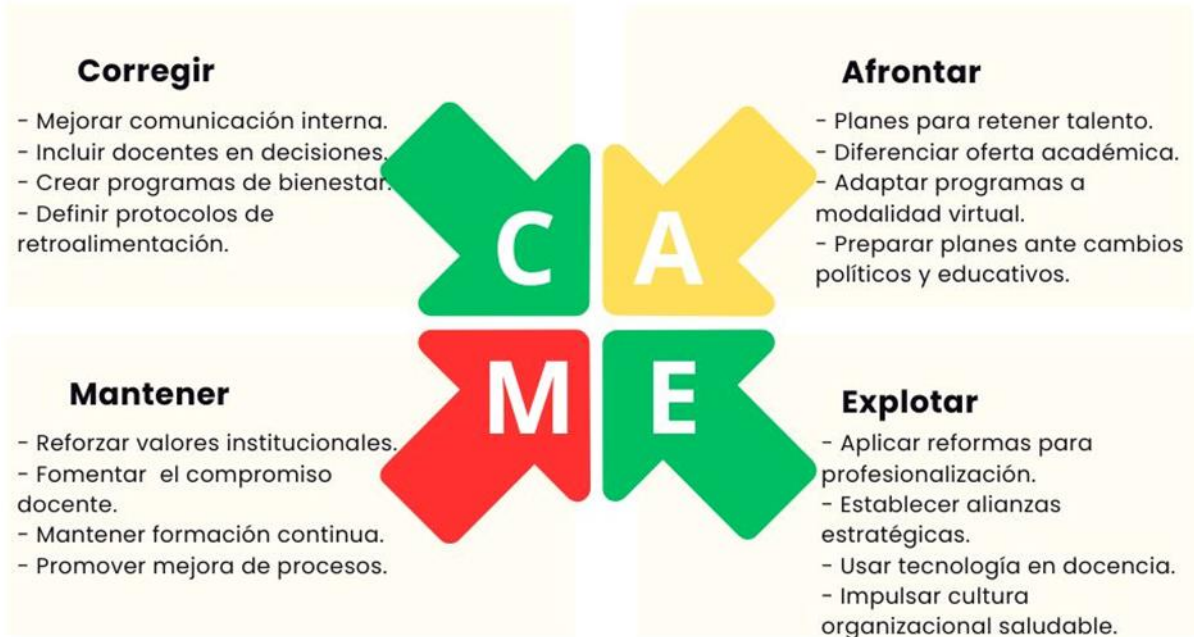 Corregir
- Mejorar comunicación interna.
- Incluir docentes en decisiones.
- Crear programas de bienestar.
- Definir protocolos de
retroalimentación.
Afrontar
- Planes para retener talento.
- Diferenciar oferta académica.
- Adaptar programas a
modalidad virtual.
- Preparar planes ante cambios
políticos y educativos.
C A
M E
Mantener
- Reforzar valores institucionales.
- Fomentar el compromiso
docente.
- Mantener formación continua.
- Promover mejora de procesos.
Explotar
- Aplicar reformas para
profesionalización.
- Establecer alianzas
estratégicas.
- Usar tecnología en docencia.
- Impulsar cultura
organizacional saludable.